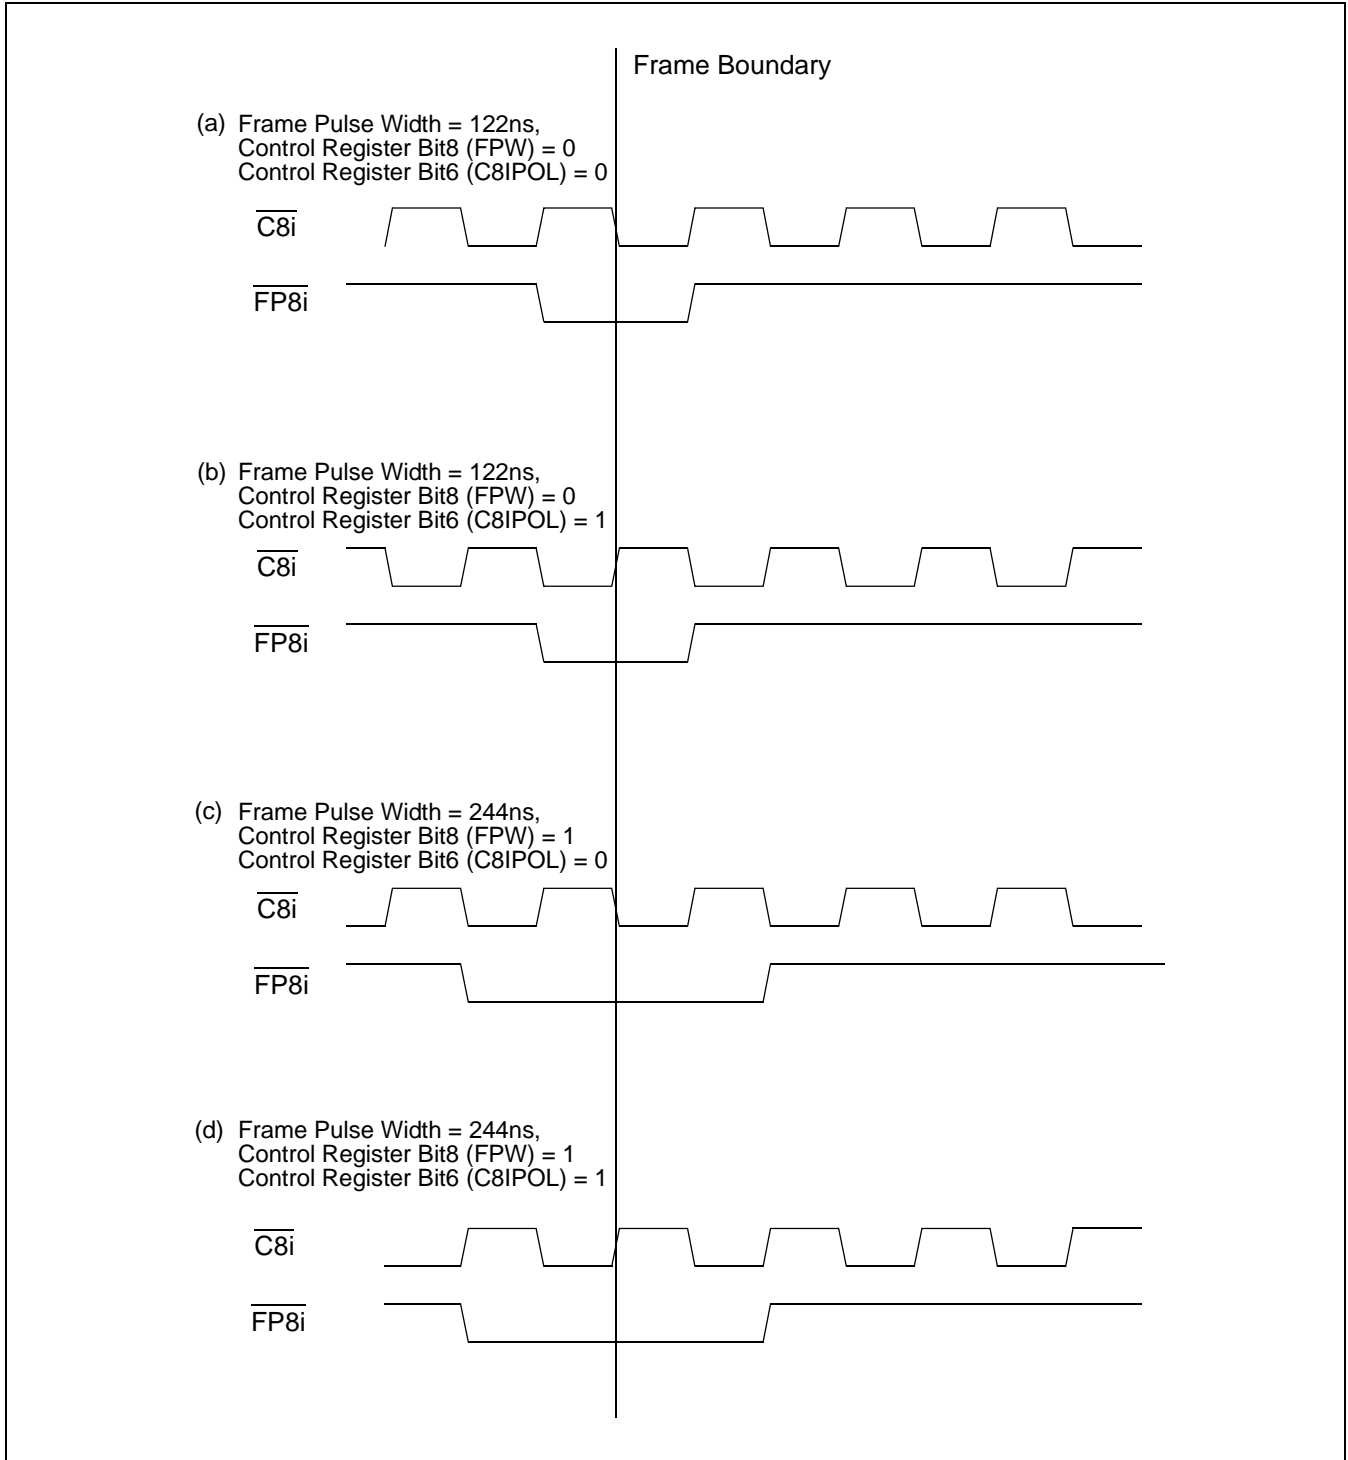 Frame Boundary
(a) Frame Pulse Width = 122ns,
Control Register Bit8 (FPW) = 0
Control Register Bit6 (C8IPOL) = 0
C8i
FP8i
(b) Frame Pulse Width = 122ns,
Control Register Bit8 (FPW) = 0
Control Register Bit6 (C8IPOL) = 1
C8i
FP8i
(c) Frame Pulse Width = 244ns,
Control Register Bit8 (FPW) = 1
Control Register Bit6 (C8IPOL) = 0
C8i
FP8i
(d) Frame Pulse Width = 244ns,
Control Register Bit8 (FPW) = 1
Control Register Bit6 (C8IPOL) = 1
C8i
FP8i